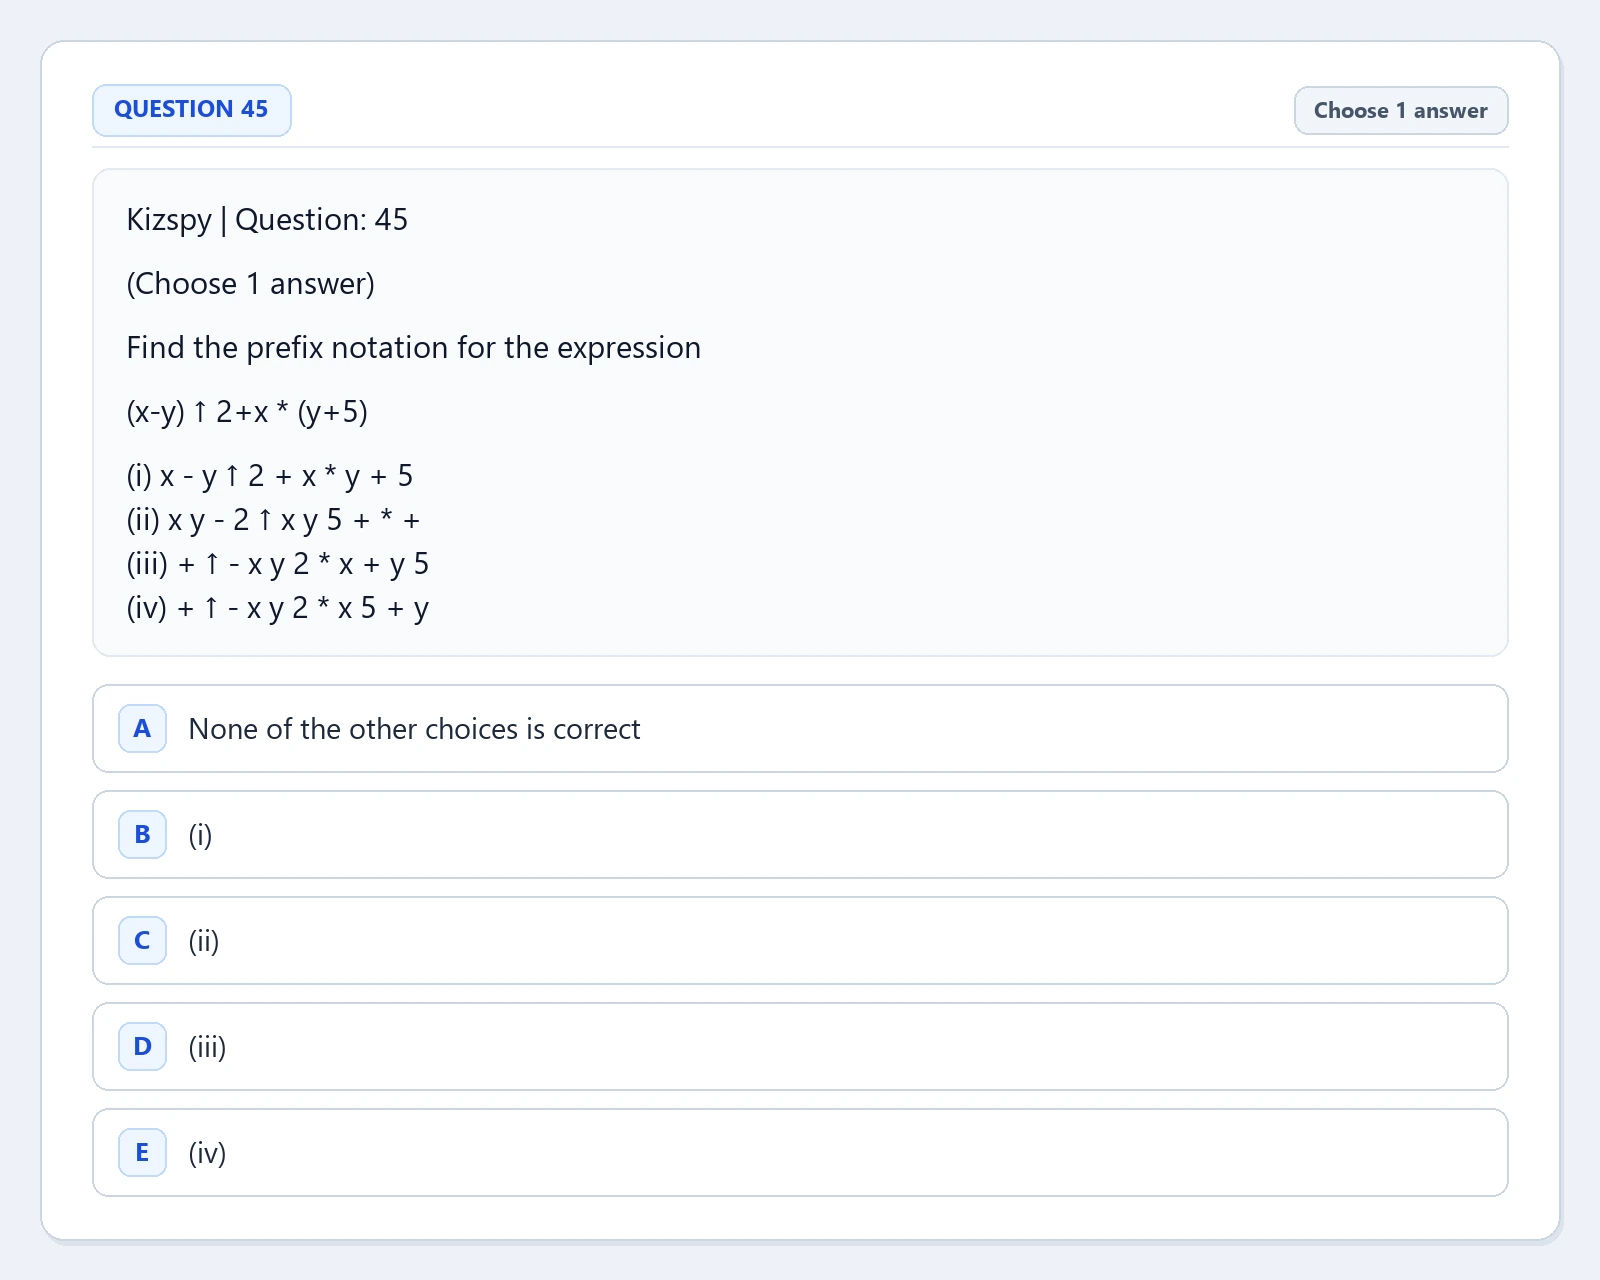 QUESTION 45
Choose 1 answer
Kizspy | Question: 45
(Choose 1 answer)
Find the prefix notation for the expression
(x-y) ↑ 2+x * (y+5)
(i) x - y ↑ 2 + x * y + 5
(ii) x y - 2 ↑ x y 5 + * +
(iii) + ↑ - x y 2 * x + y 5
(iv) + ↑ - x y 2 * x 5 + y
A None of the other choices is correct
B (i)
C (ii)
D (iii)
E (iv)